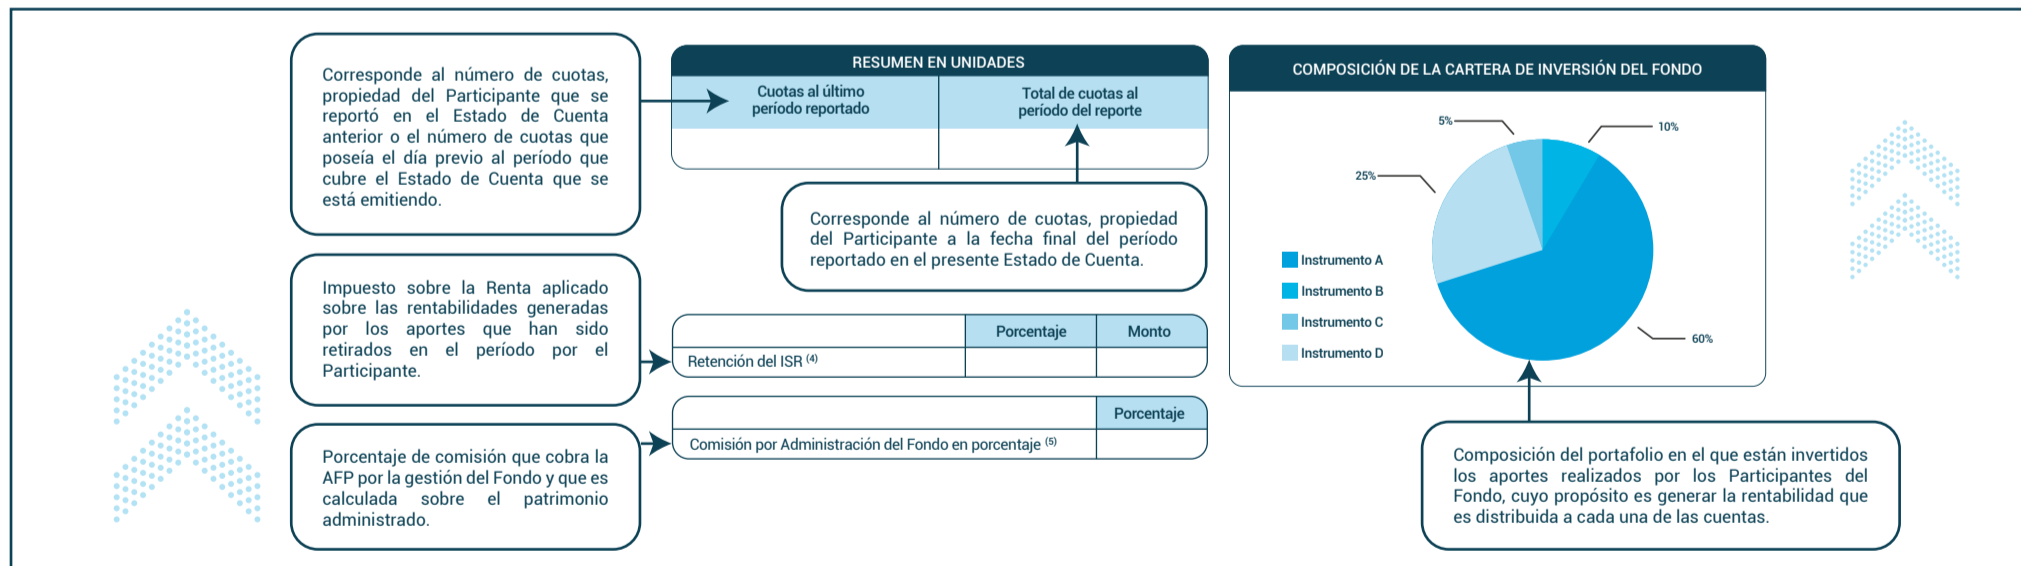 Corresponde al número de cuotas,
propiedad del Participante que se
reportó en el Estado de Cuenta
anterior o el número de cuotas que
poseía el día previo al período que
cubre el Estado de Cuenta que se
está emitiendo.
RESUMEN EN UNIDADES
Cuotas al último
período reportado
Total de cuotas al
período del reporte
Corresponde al número de cuotas, propiedad
del Participante a la fecha final del período
reportado en el presente Estado de Cuenta.
Impuesto sobre la Renta aplicado
sobre las rentabilidades generadas
por los aportes que han sido
retirados en el período por el
Participante.
Porcentaje Monto
Retención del ISR (4)
Porcentaje de comisión que cobra la
AFP por la gestión del Fondo y que es
calculada sobre el patrimonio
administrado.
Porcentaje
Comisión por Administración del Fondo en porcentaje (5)
COMPOSICIÓN DE LA CARTERA DE INVERSIÓN DEL FONDO
5%
10%
25%
60%
Instrumento A
Instrumento B
Instrumento C
Instrumento D
Composición del portafolio en el que están invertidos
los aportes realizados por los Participantes del
Fondo, cuyo propósito es generar la rentabilidad que
es distribuida a cada una de las cuentas.